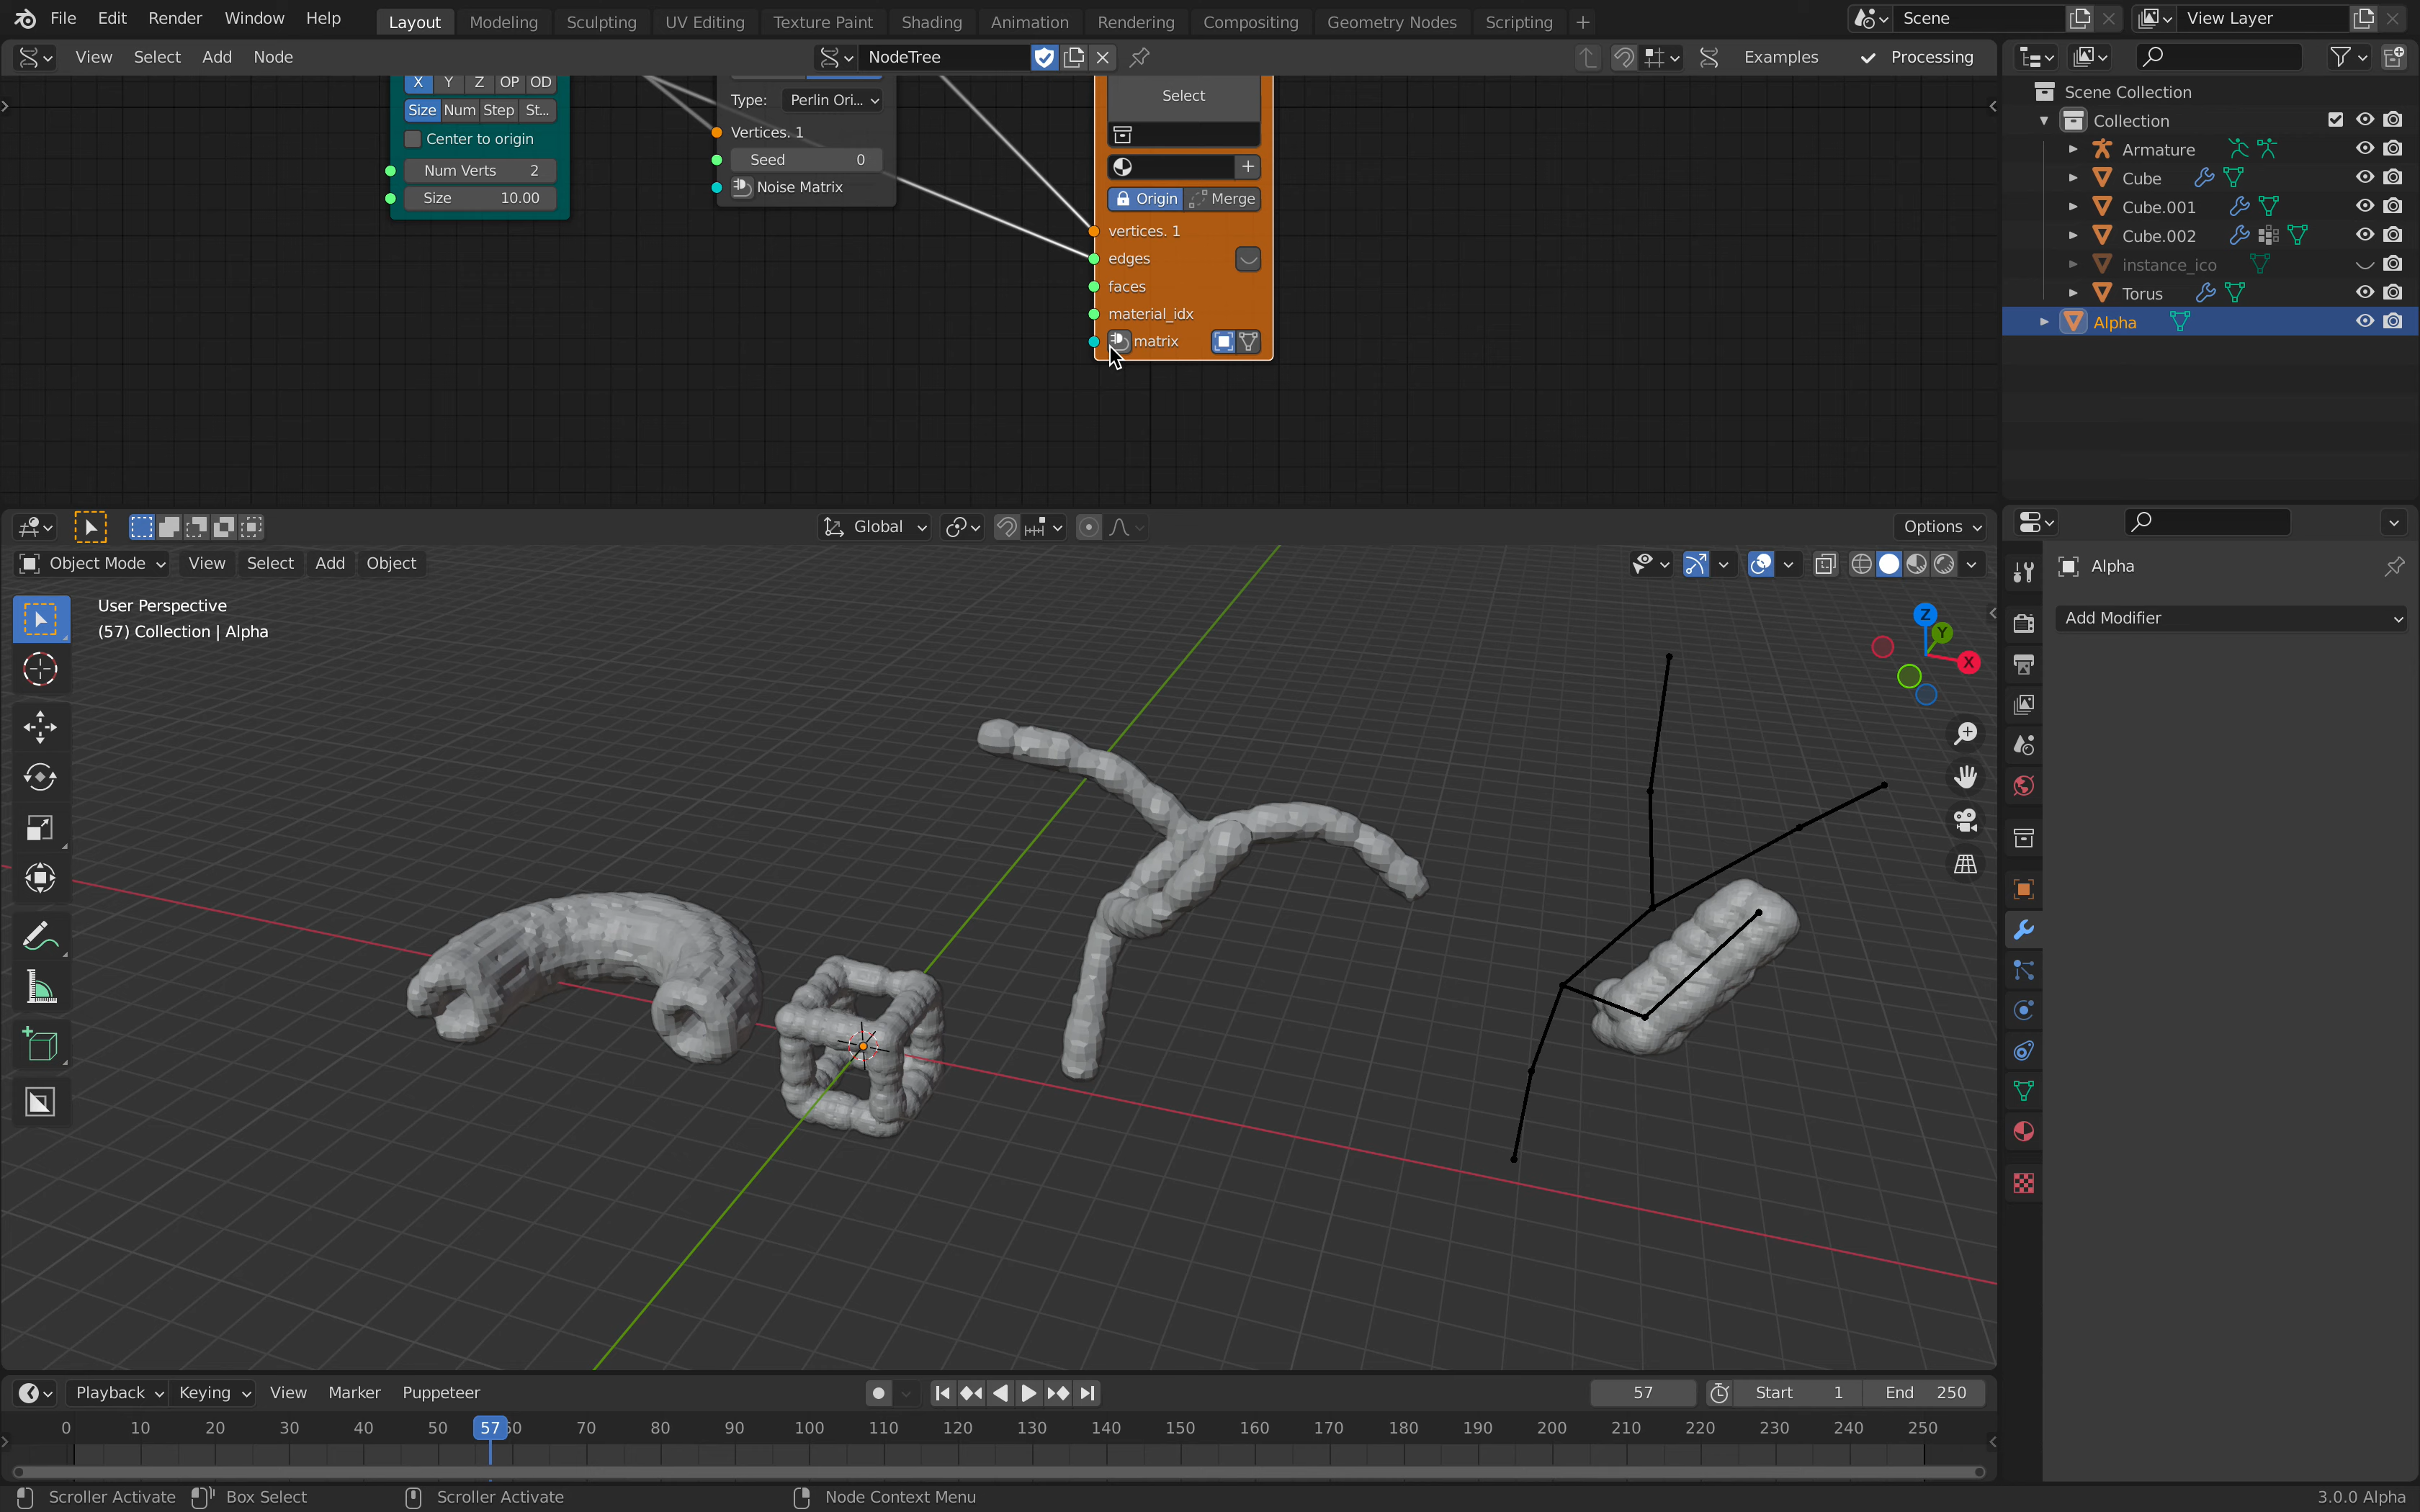 File Edit Render Window Help Layout Modeling Sculpting UV Editing Texture Paint Shading Animation Rendering Compositing Geometry Nodes Scripting Scene View Layer
View Select Add Node NodeTree Examples Processing
X Y Z OP OD
Size Num Step St...
Center to origin
Num Verts 2
Size 10.00
Type: Perlin Ori...
Vertices. 1
Seed 0
Noise Matrix
Select
Origin Merge
vertices. 1
edges
faces
material_idx
matrix
Scene Collection
Collection
Armature
Cube
Cube.001
Cube.002
instance_ico
Torus
Alpha
Global Options
Object Mode View Select Add Object
User Perspective
(57) Collection | Alpha
Z
Y
X
Alpha
Add Modifier
Playback Keying View Marker Puppeteer 57 Start 1 End 250
0 10 20 30 40 50 57 60 70 80 90 100 110 120 130 140 150 160 170 180 190 200 210 220 230 240 250
Scroller Activate Box Select Scroller Activate Node Context Menu 3.0.0 Alpha